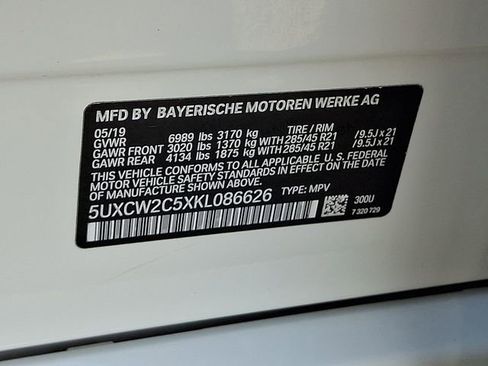 MFD BY BAYERISCHE MOTOREN WERKE AG
05/19
GVWR 6989 lbs 3170 kg TIRE / RIM
GAWR FRONT 3020 lbs 1370 kg WITH 285/45 R21 /9.5J x 21
GAWR REAR 4134 lbs 1875 kg WITH 285/45 R21 /9.5J x 21
THIS VEHICLE CONFORMS TO ALL APPLICABLE U. S. FEDERAL
MOTOR VEHICLE SAFETY STANDARDS IN EFFECT ON THE DATE
OF MANUFACTURE SHOWN ABOVE.
5UXCW2C5XKL086626 TYPE: MPV
300U
7 320 729